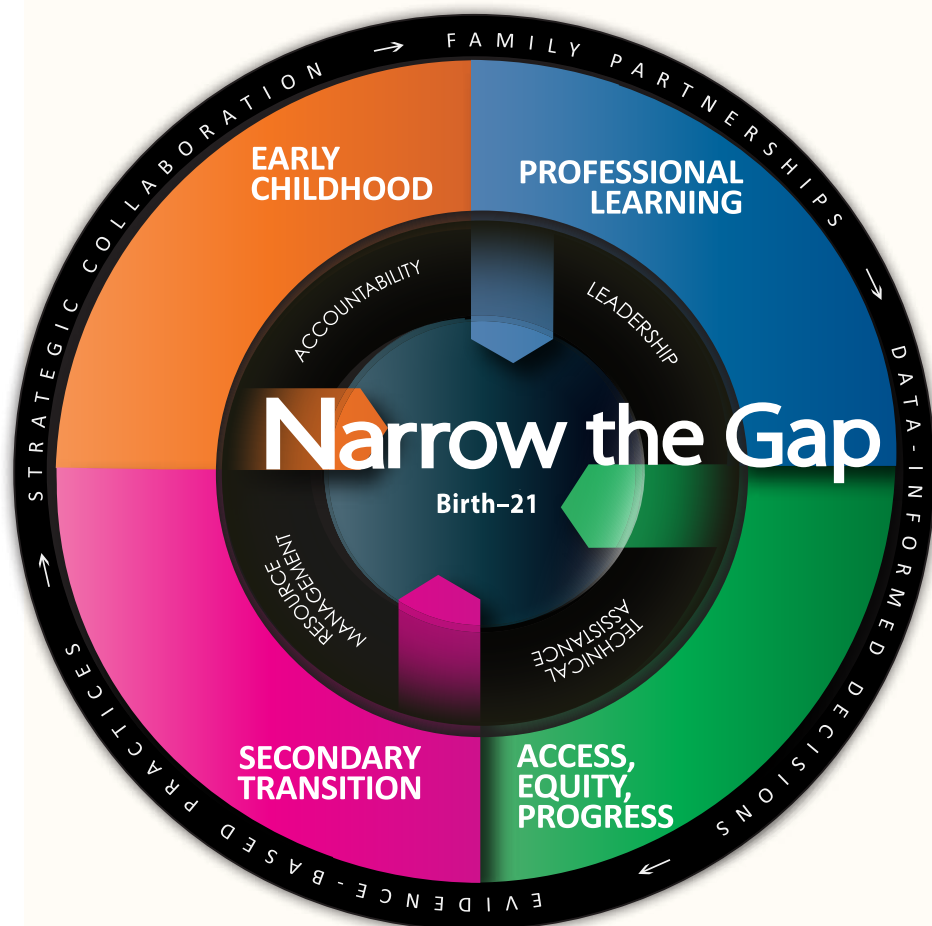 STRATEGIC COLLABORATION →
FAMILY PARTNERSHIPS →
DATA-INFORMED DECISIONS →
EVIDENCE-BASED PRACTICES →
EARLY
CHILDHOOD
PROFESSIONAL
LEARNING
ACCOUNTABILITY
LEADERSHIP
Narrow the Gap
Birth–21
RESOURCE
MANAGEMENT
TECHNICAL
ASSISTANCE
SECONDARY
TRANSITION
ACCESS,
EQUITY,
PROGRESS